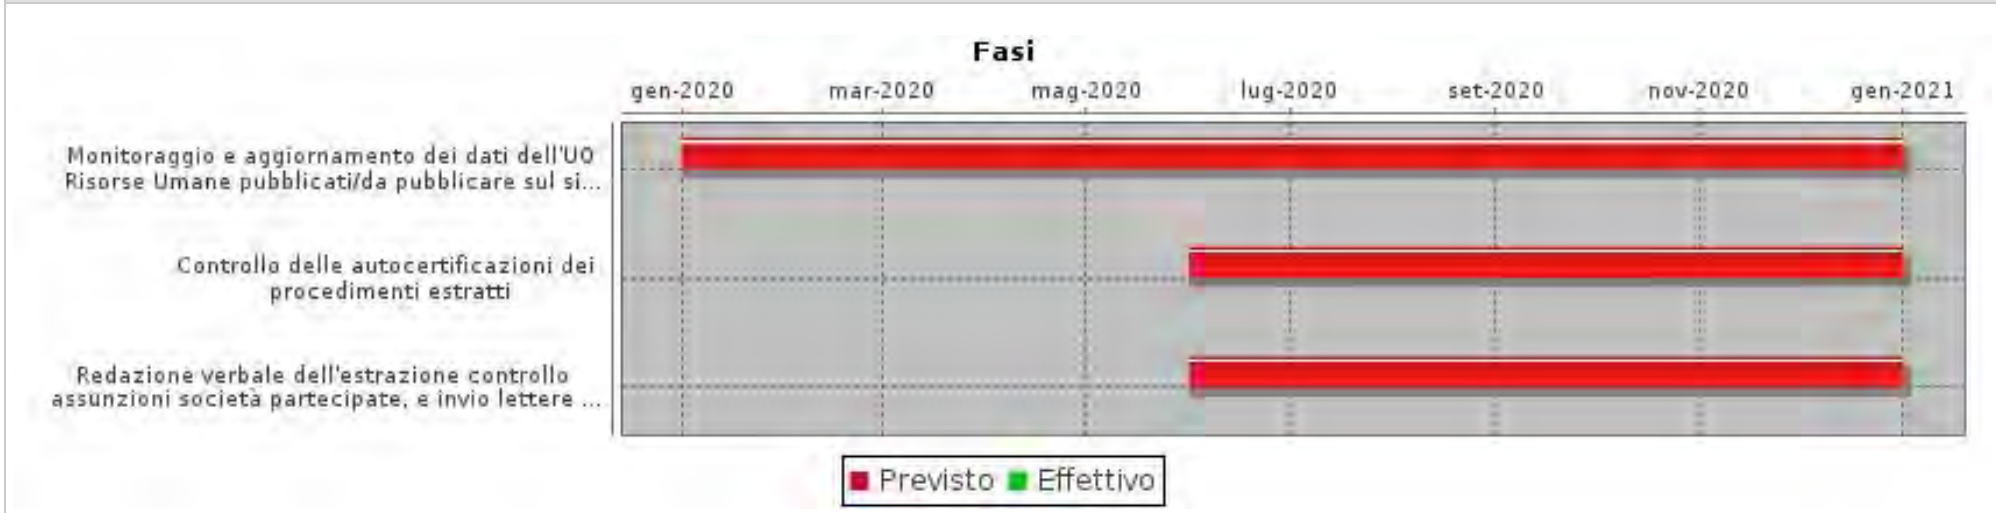 Fasi
gen-2020 mar-2020 mag-2020 lug-2020 set-2020 nov-2020 gen-2021
Monitoraggio e aggiornamento dei dati dell'UO
Risorse Umane pubblicati/da pubblicare sul si...
Controllo delle autocertificazioni dei
procedimenti estratti
Redazione verbale dell'estrazione controllo
assunzioni società partecipate, e invio lettere ...
Previsto Effettivo